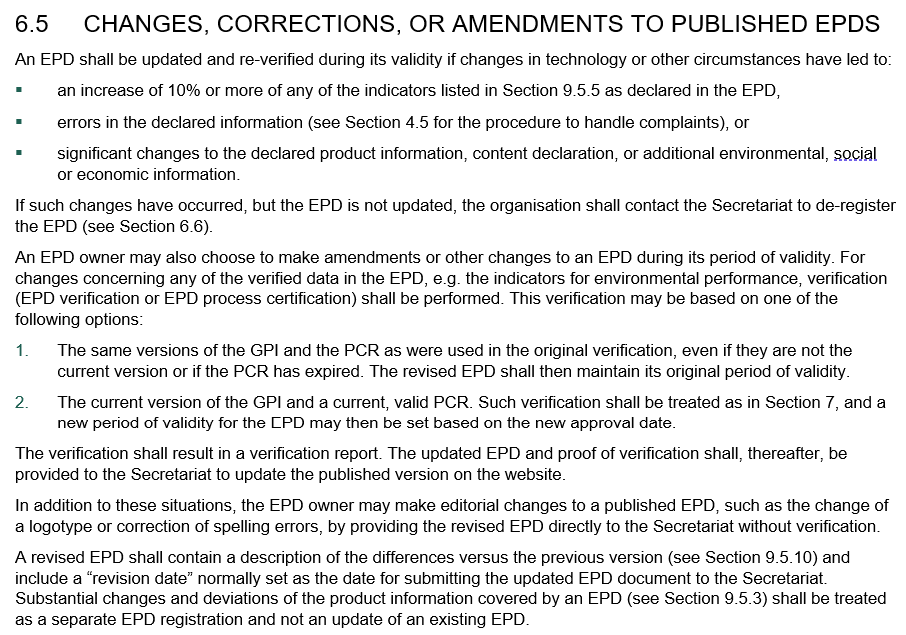 6.5 CHANGES, CORRECTIONS, OR AMENDMENTS TO PUBLISHED EPDS
An EPD shall be updated and re-verified during its validity if changes in technology or other circumstances have led to:
▪ an increase of 10% or more of any of the indicators listed in Section 9.5.5 as declared in the EPD,
▪ errors in the declared information (see Section 4.5 for the procedure to handle complaints), or
▪ significant changes to the declared product information, content declaration, or additional environmental, social
or economic information.
If such changes have occurred, but the EPD is not updated, the organisation shall contact the Secretariat to de-register
the EPD (see Section 6.6).
An EPD owner may also choose to make amendments or other changes to an EPD during its period of validity. For
changes concerning any of the verified data in the EPD, e.g. the indicators for environmental performance, verification
(EPD verification or EPD process certification) shall be performed. This verification may be based on one of the
following options:
1. The same versions of the GPI and the PCR as were used in the original verification, even if they are not the
current version or if the PCR has expired. The revised EPD shall then maintain its original period of validity.
2. The current version of the GPI and a current, valid PCR. Such verification shall be treated as in Section 7, and a
new period of validity for the EPD may then be set based on the new approval date.
The verification shall result in a verification report. The updated EPD and proof of verification shall, thereafter, be
provided to the Secretariat to update the published version on the website.
In addition to these situations, the EPD owner may make editorial changes to a published EPD, such as the change of
a logotype or correction of spelling errors, by providing the revised EPD directly to the Secretariat without verification.
A revised EPD shall contain a description of the differences versus the previous version (see Section 9.5.10) and
include a “revision date” normally set as the date for submitting the updated EPD document to the Secretariat.
Substantial changes and deviations of the product information covered by an EPD (see Section 9.5.3) shall be treated
as a separate EPD registration and not an update of an existing EPD.